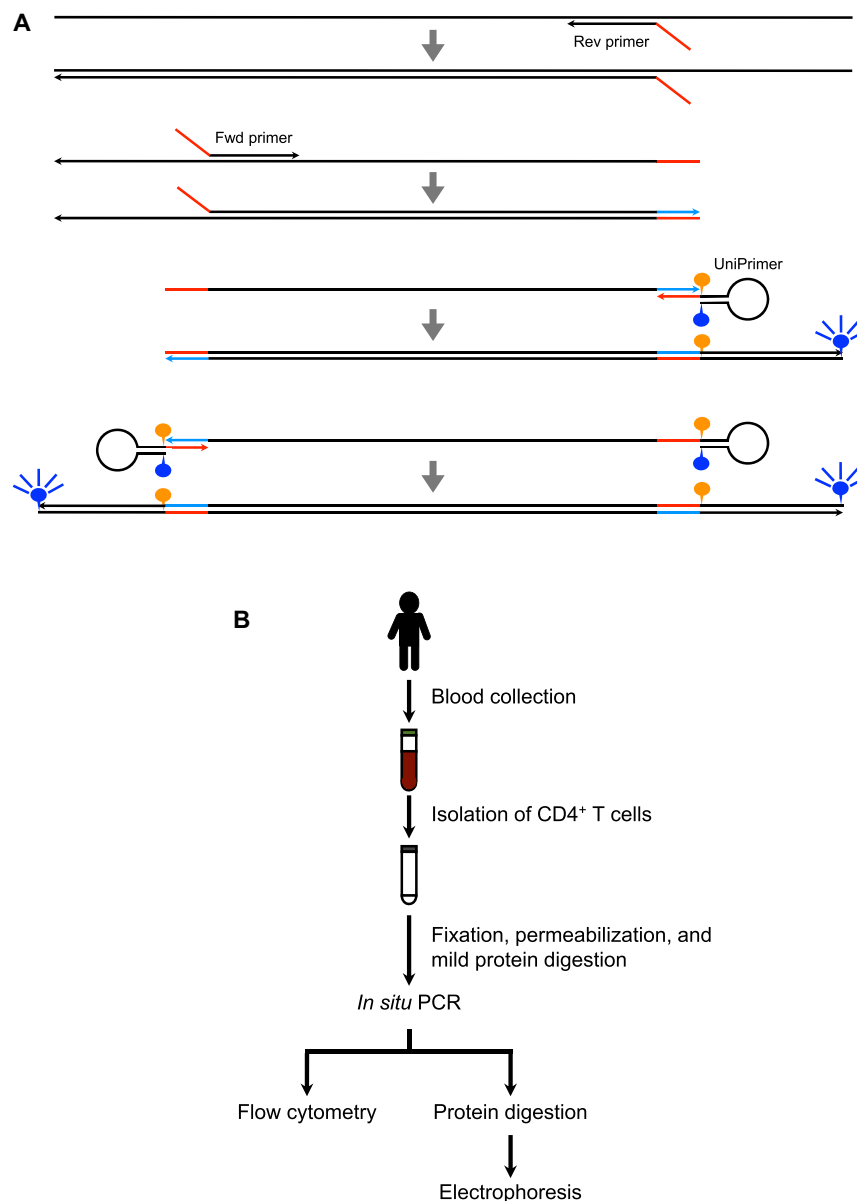 A
Rev primer
Fwd primer
UniPrimer
B
Blood collection
Isolation of CD4⁺ T cells
Fixation, permeabilization, and
mild protein digestion
In situ PCR
Flow cytometry
Protein digestion
Electrophoresis